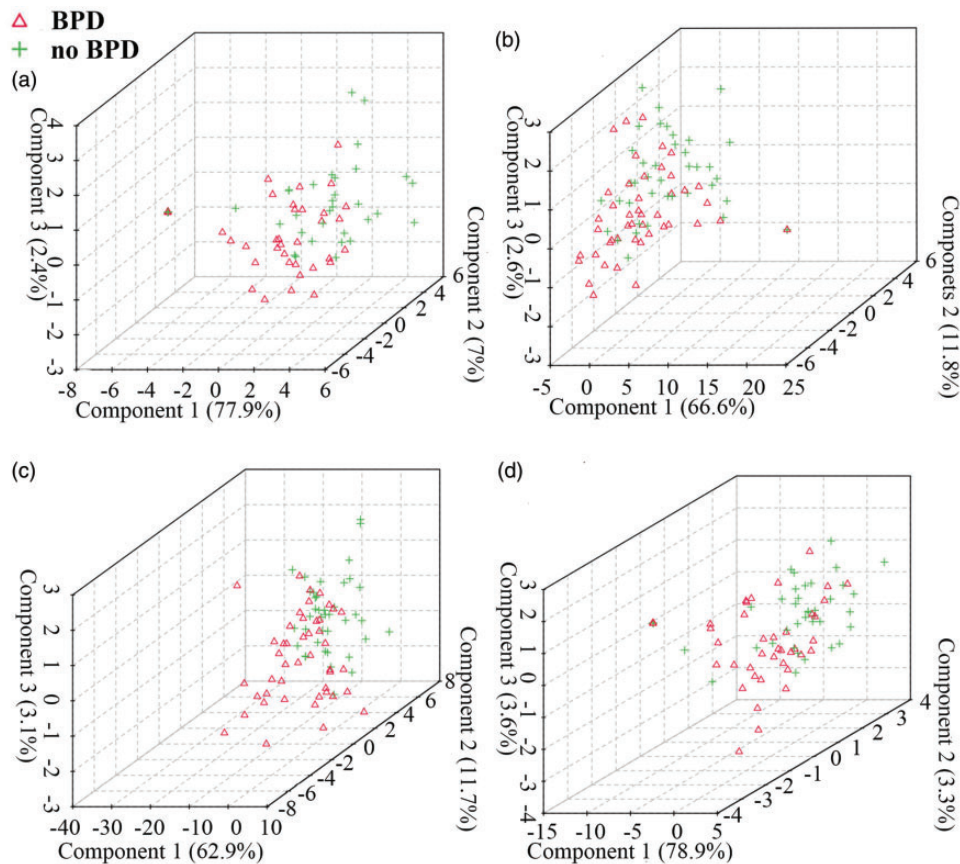 BPD
no BPD
(a)
Component 3 (2.4%)
4
3
2
1
0
-1
-2
-3
-8 -6 -4 -2 0 2 4 6
Component 1 (77.9%)
-6
-4
-2
0
2
4
6
Component 2 (7%)
(b)
Component 3 (2.6%)
3
2
1
0
-1
-2
-3
-5 0 5 10 15 20 25
Component 1 (66.6%)
-6
-4
-2
0
2
4
6
Componets 2 (11.8%)
(c)
Component 3 (3.1%)
3
2
1
0
-1
-2
-3
-40 -30 -20 -10 0 10
Component 1 (62.9%)
-8
-6
-4
-2
0
2
4
6
8
Component 2 (11.7%)
(d)
Component 3 (3.6%)
3
2
1
0
-1
-2
-3
-4
-15 -10 -5 0 5
Component 1 (78.9%)
-4
-3
-2
-1
0
1
2
3
4
Component 2 (3.3%)